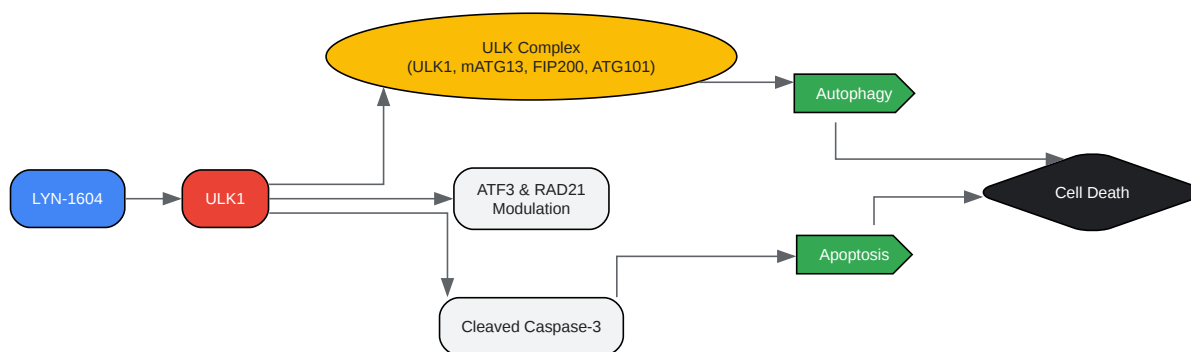 ULK Complex
(ULK1, mATG13, FIP200, ATG101)
Autophagy
LYN-1604
ULK1
ATF3 & RAD21
Modulation
Cell Death
Apoptosis
Cleaved Caspase-3